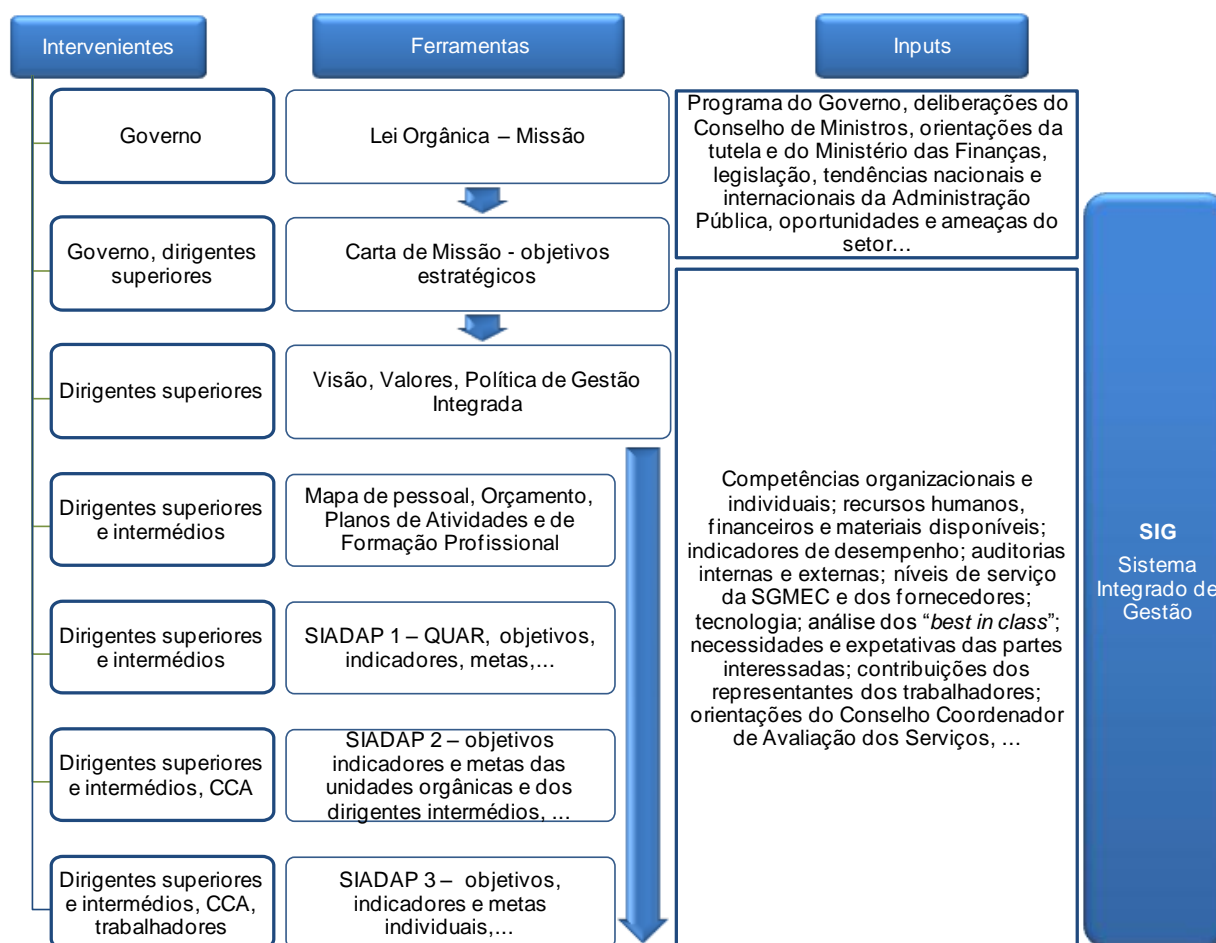 Intervenientes
Ferramentas
Inputs
Governo
Lei Orgânica – Missão
Programa do Governo, deliberações do
Conselho de Ministros, orientações da
tutela e do Ministério das Finanças,
legislação, tendências nacionais e
internacionais da Administração
Pública, oportunidades e ameaças do
setor…
Governo, dirigentes
superiores
Carta de Missão - objetivos
estratégicos
Dirigentes superiores
Visão, Valores, Política de Gestão
Integrada
Dirigentes superiores
e intermédios
Mapa de pessoal, Orçamento,
Planos de Atividades e de
Formação Profissional
Dirigentes superiores
e intermédios
SIADAP 1 – QUAR, objetivos,
indicadores, metas,…
Dirigentes superiores
e intermédios, CCA
SIADAP 2 – objetivos
indicadores e metas das
unidades orgânicas e dos
dirigentes intermédios, …
Dirigentes superiores
e intermédios, CCA,
trabalhadores
SIADAP 3 – objetivos,
indicadores e metas
individuais,…
Competências organizacionais e
individuais; recursos humanos,
financeiros e materiais disponíveis;
indicadores de desempenho; auditorias
internas e externas; níveis de serviço
da SGMEC e dos fornecedores;
tecnologia; análise dos “best in class”;
necessidades e expetativas das partes
interessadas; contribuições dos
representantes dos trabalhadores;
orientações do Conselho Coordenador
de Avaliação dos Serviços, …
SIG
Sistema
Integrado de
Gestão